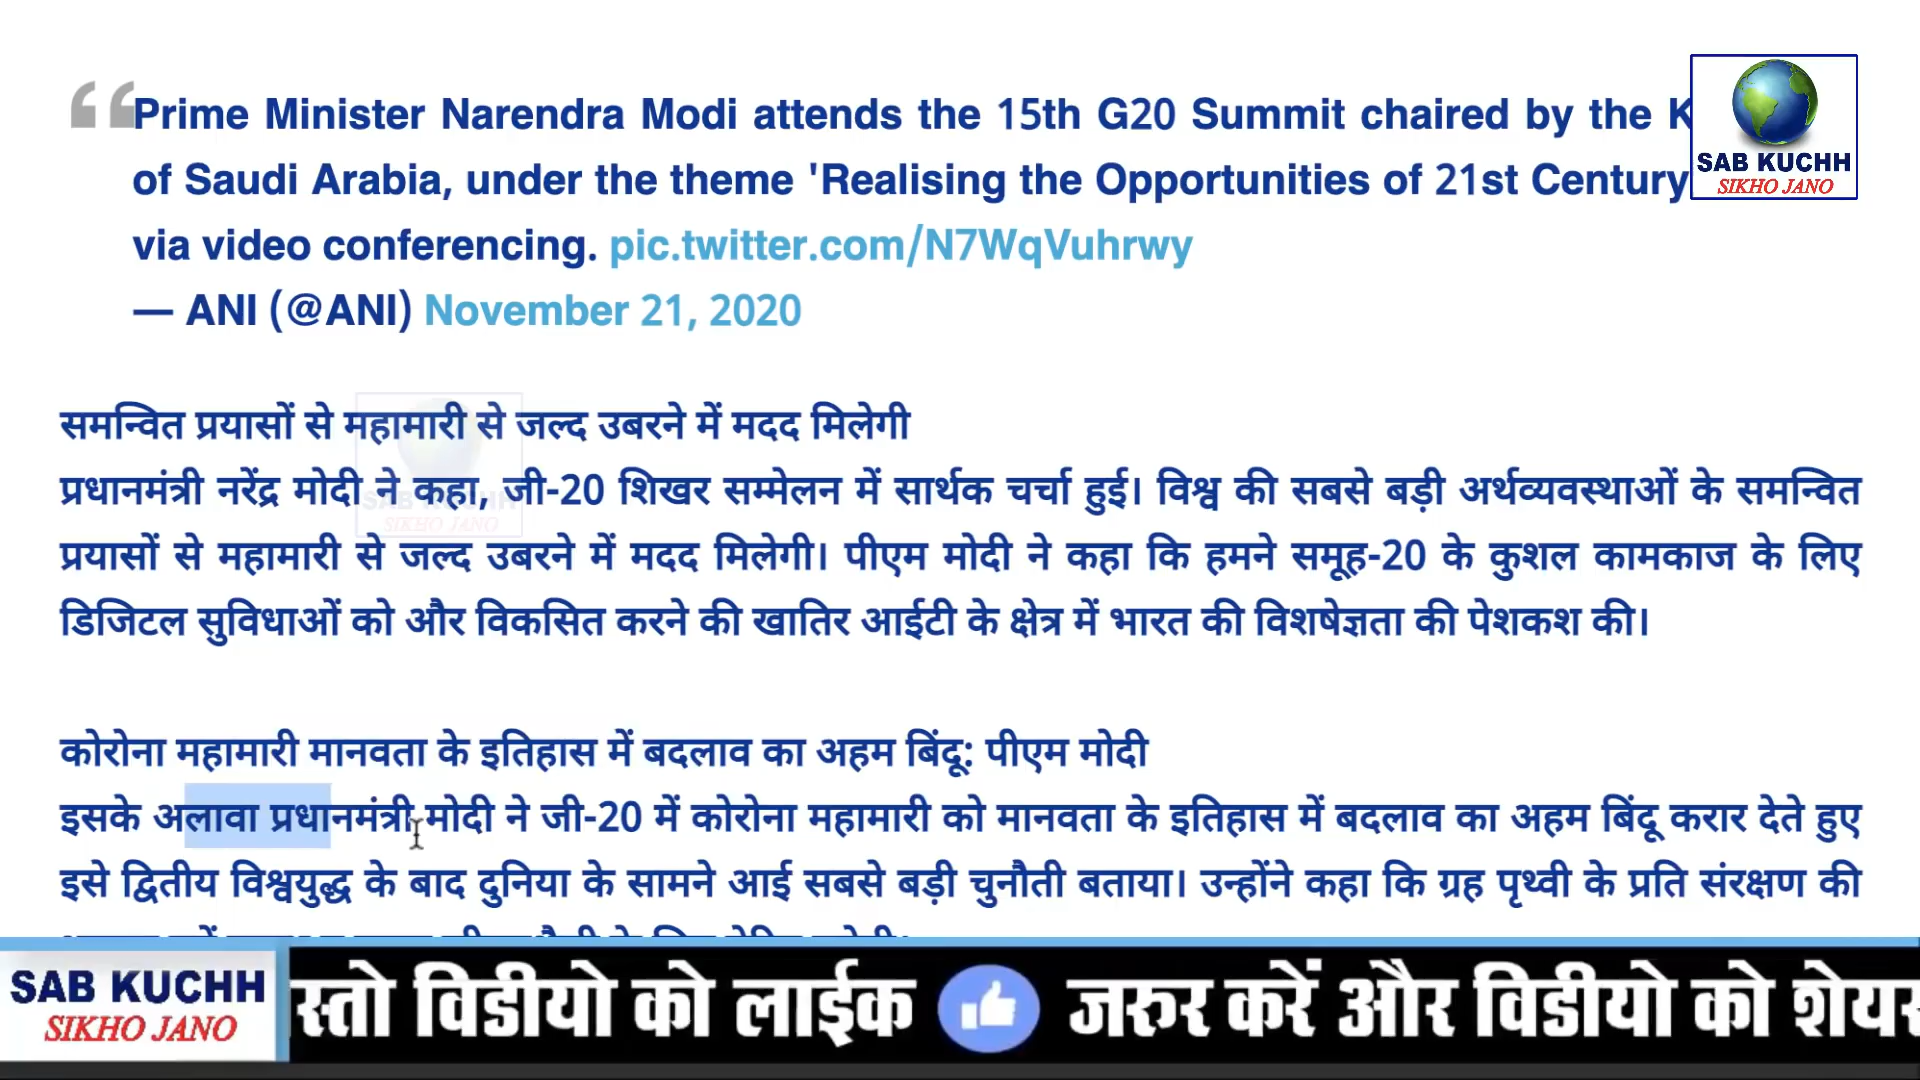 Prime Minister Narendra Modi attends the 15th G20 Summit chaired by the
of Saudi Arabia, under the theme 'Realising the Opportunities of 21st Century
via video conferencing. pic.twitter.com/N7WqVuhrwy
— ANI (@ANI) November 21, 2020
SAB KUCHH
SIKHO JANO
समन्वित प्रयासों से महामारी से जल्द उबरने में मदद मिलेगी
प्रधानमंत्री नरेंद्र मोदी ने कहा, जी-20 शिखर सम्मेलन में सार्थक चर्चा हुई। विश्व की सबसे बड़ी अर्थव्यवस्थाओं के समन्वित
प्रयासों से महामारी से जल्द उबरने में मदद मिलेगी। पीएम मोदी ने कहा कि हमने समूह-20 के कुशल कामकाज के लिए
डिजिटल सुविधाओं को और विकसित करने की खातिर आईटी के क्षेत्र में भारत की विशषेज्ञता की पेशकश की।
SAB KUCHH
SIKHO JANO
कोरोना महामारी मानवता के इतिहास में बदलाव का अहम बिंदू: पीएम मोदी
इसके अलावा प्रधानमंत्री मोदी ने जी-20 में कोरोना महामारी को मानवता के इतिहास में बदलाव का अहम बिंदू करार देते हुए
इसे द्वितीय विश्वयुद्ध के बाद दुनिया के सामने आई सबसे बड़ी चुनौती बताया। उन्होंने कहा कि ग्रह पृथ्वी के प्रति संरक्षण की
SAB KUCHH
SIKHO JANO
स्तो विडीयो को लाईक जरुर करें और विडीयो को शेयर